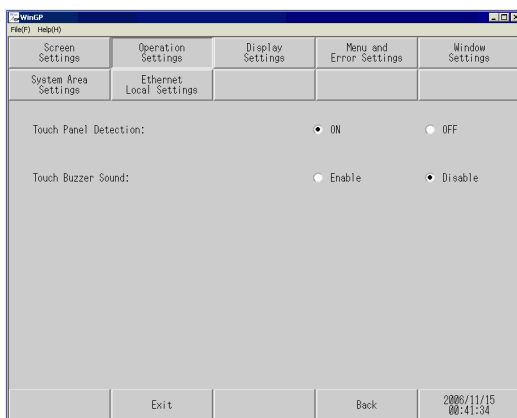 WinGP
File(F) Help(H)
Screen Settings
Operation Settings
Display Settings
Menu and Error Settings
Window Settings
System Area Settings
Ethernet Local Settings
Touch Panel Detection:
ON
OFF
Touch Buzzer Sound:
Enable
Disable
Exit
Back
2006/11/15
00:41:34